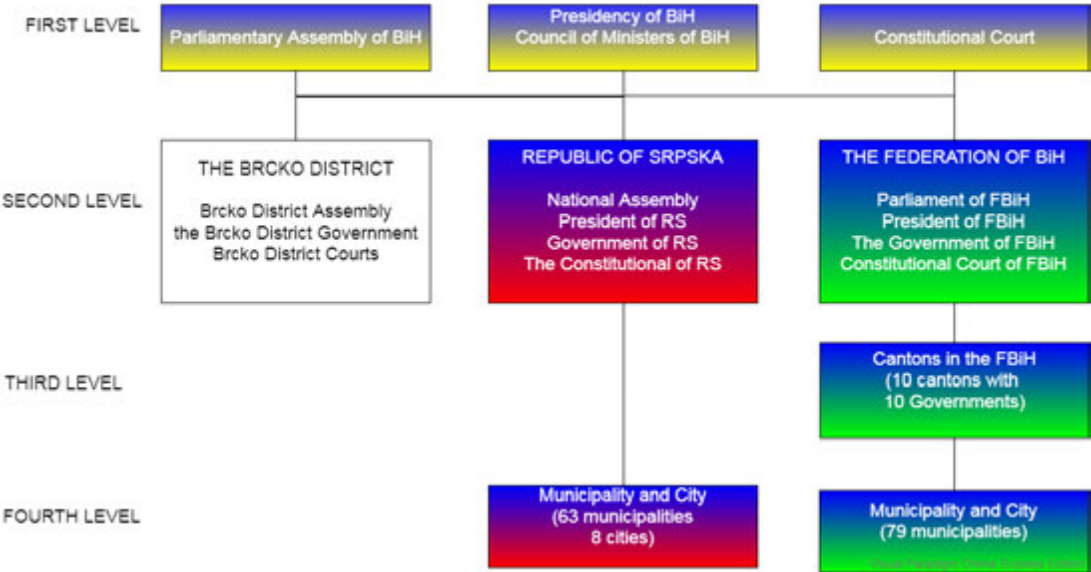 FIRST LEVEL
Parliamentary Assembly of BiH
Presidency of BiH
Council of Ministers of BiH
Constitutional Court
SECOND LEVEL
THE BRCKO DISTRICT
Brcko District Assembly
the Brcko District Government
Brcko District Courts
REPUBLIC OF SRPSKA
National Assembly
President of RS
Government of RS
The Constitutional of RS
THE FEDERATION OF BiH
Parliament of FBiH
President of FBiH
The Government of FBiH
Constitutional Court of FBiH
THIRD LEVEL
Cantons in the FBiH
(10 cantons with
10 Governments)
FOURTH LEVEL
Municipality and City
(63 municipalities
8 cities)
Municipality and City
(79 municipalities)